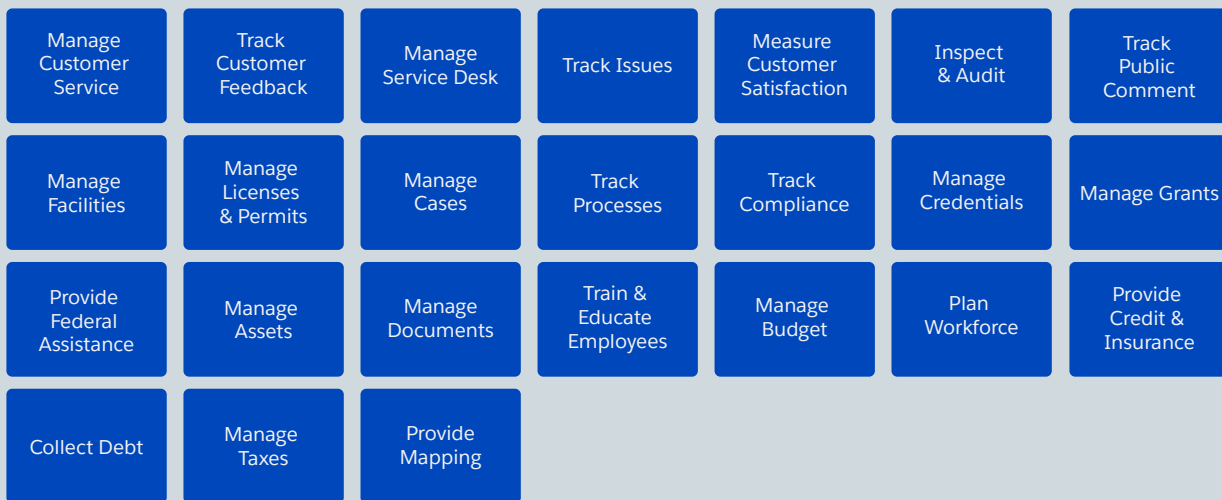 Manage
Customer
Service
Track
Customer
Feedback
Manage
Service Desk
Track Issues
Measure
Customer
Satisfaction
Inspect
& Audit
Track
Public
Comment
Manage
Facilities
Manage
Licenses
& Permits
Manage
Cases
Track
Processes
Track
Compliance
Manage
Credentials
Manage Grants
Provide
Federal
Assistance
Manage
Assets
Manage
Documents
Train &
Educate
Employees
Manage
Budget
Plan
Workforce
Provide
Credit &
Insurance
Collect Debt
Manage
Taxes
Provide
Mapping